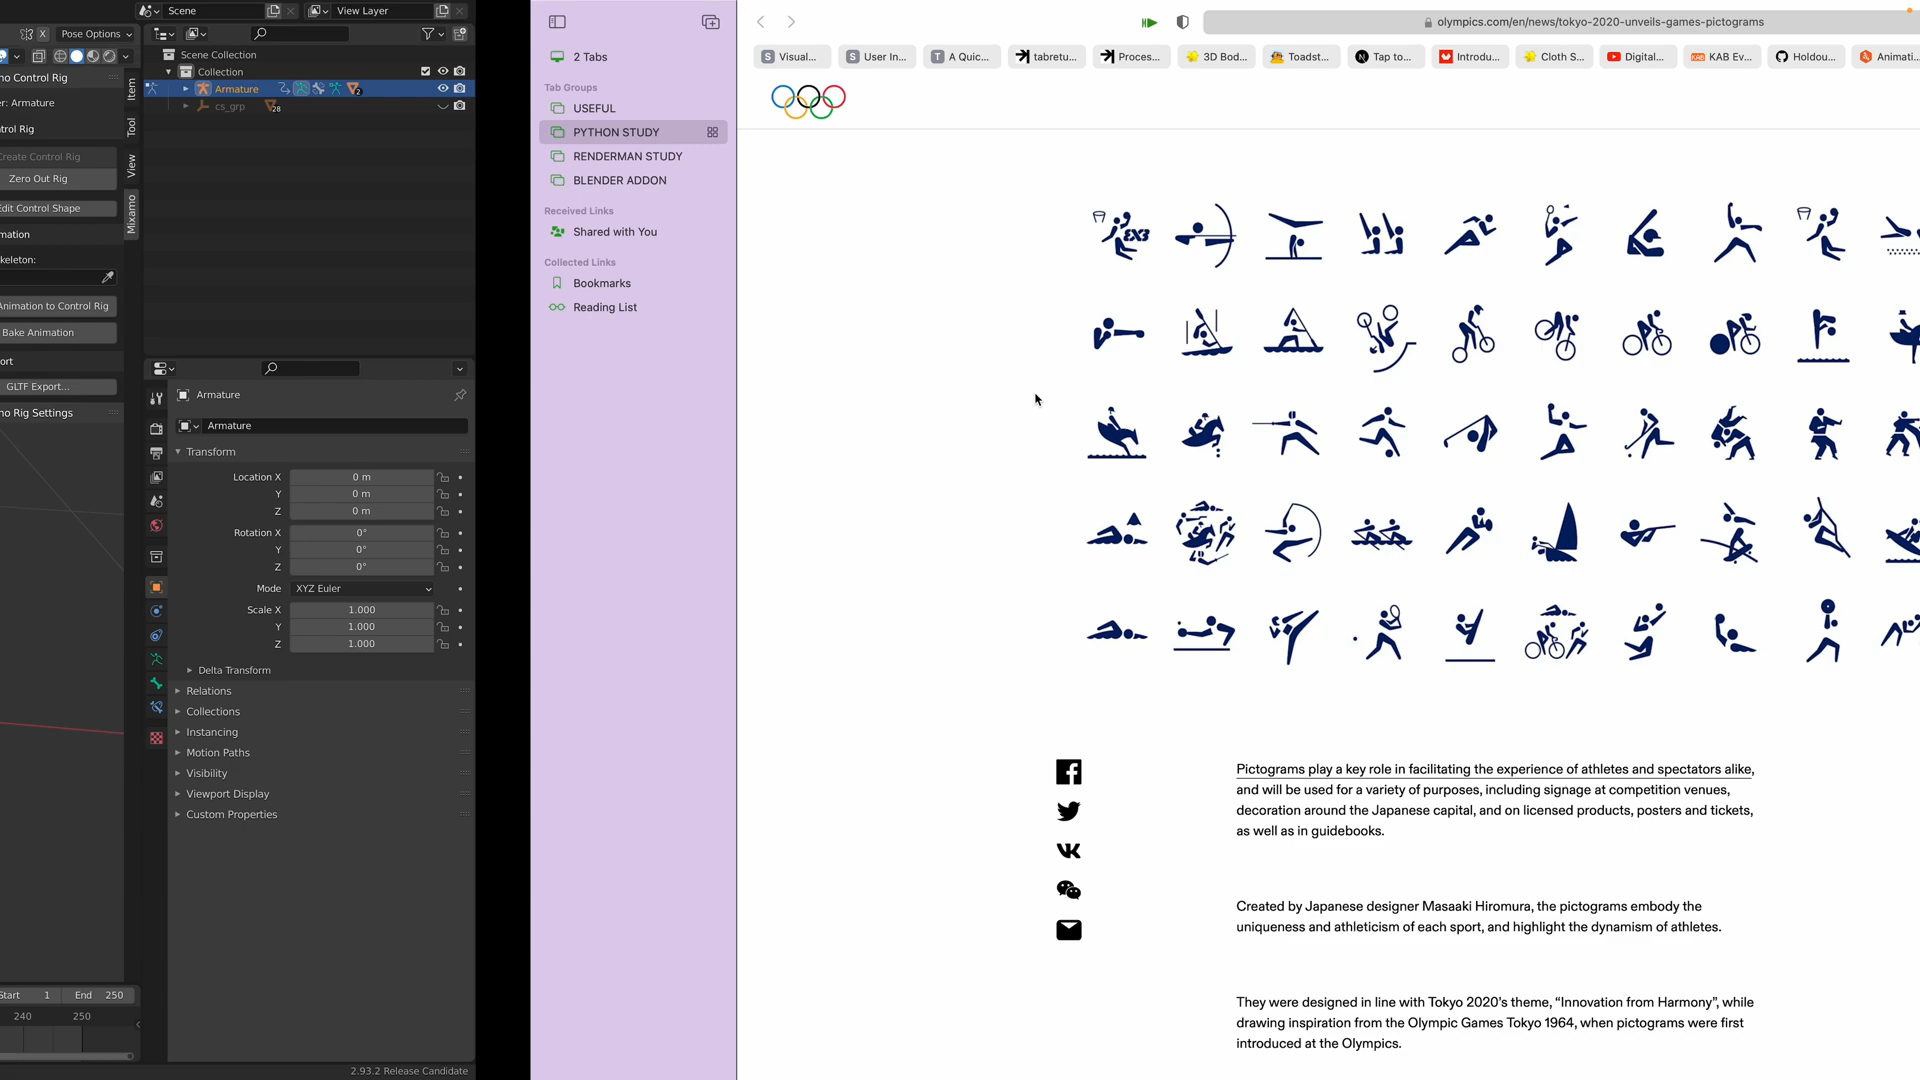 Scene
View Layer
Pose Options
Scene Collection
Collection
Armature
2
cs_grp
28
no Control Rig
er: Armature
trol Rig
Create Control Rig
Zero Out Rig
Edit Control Shape
mation
keleton:
Animation to Control Rig
Bake Animation
ort
GLTF Export...
no Rig Settings
Item
Tool
View
Mixamo
Armature
Armature
Transform
Location X
0 m
Y
0 m
Z
0 m
Rotation X
0°
Y
0°
Z
0°
Mode
XYZ Euler
Scale X
1.000
Y
1.000
Z
1.000
Delta Transform
Relations
Collections
Instancing
Motion Paths
Visibility
Viewport Display
Custom Properties
Start 1
End 250
240
250
2.93.2 Release Candidate
2 Tabs
Tab Groups
USEFUL
PYTHON STUDY
RENDERMAN STUDY
BLENDER ADDON
Received Links
Shared with You
Collected Links
Bookmarks
Reading List
olympics.com/en/news/tokyo-2020-unveils-games-pictograms
S Visual...
S User In...
T A Quic...
tabretu...
Proces...
3D Bod...
Toadst...
N Tap to...
Introdu...
Cloth S...
Digital...
KAB KAB Ev...
Holdou...
Animati...
3X3
Pictograms play a key role in facilitating the experience of athletes and spectators alike,
and will be used for a variety of purposes, including signage at competition venues,
decoration around the Japanese capital, and on licensed products, posters and tickets,
as well as in guidebooks.
Created by Japanese designer Masaaki Hiromura, the pictograms embody the
uniqueness and athleticism of each sport, and highlight the dynamism of athletes.
They were designed in line with Tokyo 2020's theme, “Innovation from Harmony”, while
drawing inspiration from the Olympic Games Tokyo 1964, when pictograms were first
introduced at the Olympics.